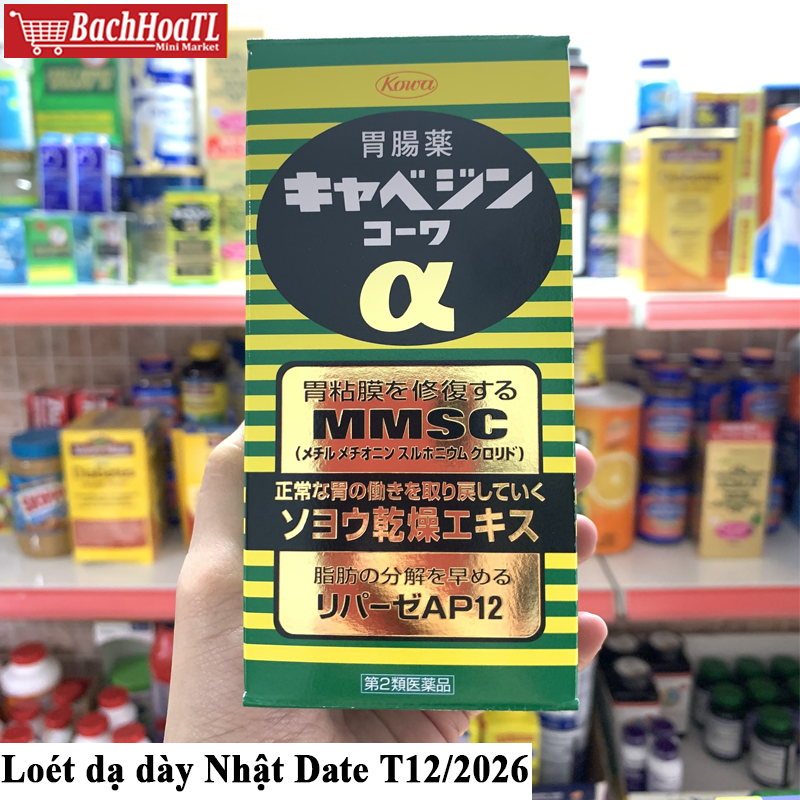 BachHoaTL
Mini Market
Kowa
胃腸薬
キャベジン
コーワ
α
胃粘膜を修復する
MMSC
(メチルメチオニンスルホニウムクロリド)
正常な胃の働きを取り戻していく
ソヨウ乾燥エキス
脂肪の分解を早める
リパーゼAP12
第2類医薬品
Loét dạ dày Nhật Date T12/2026